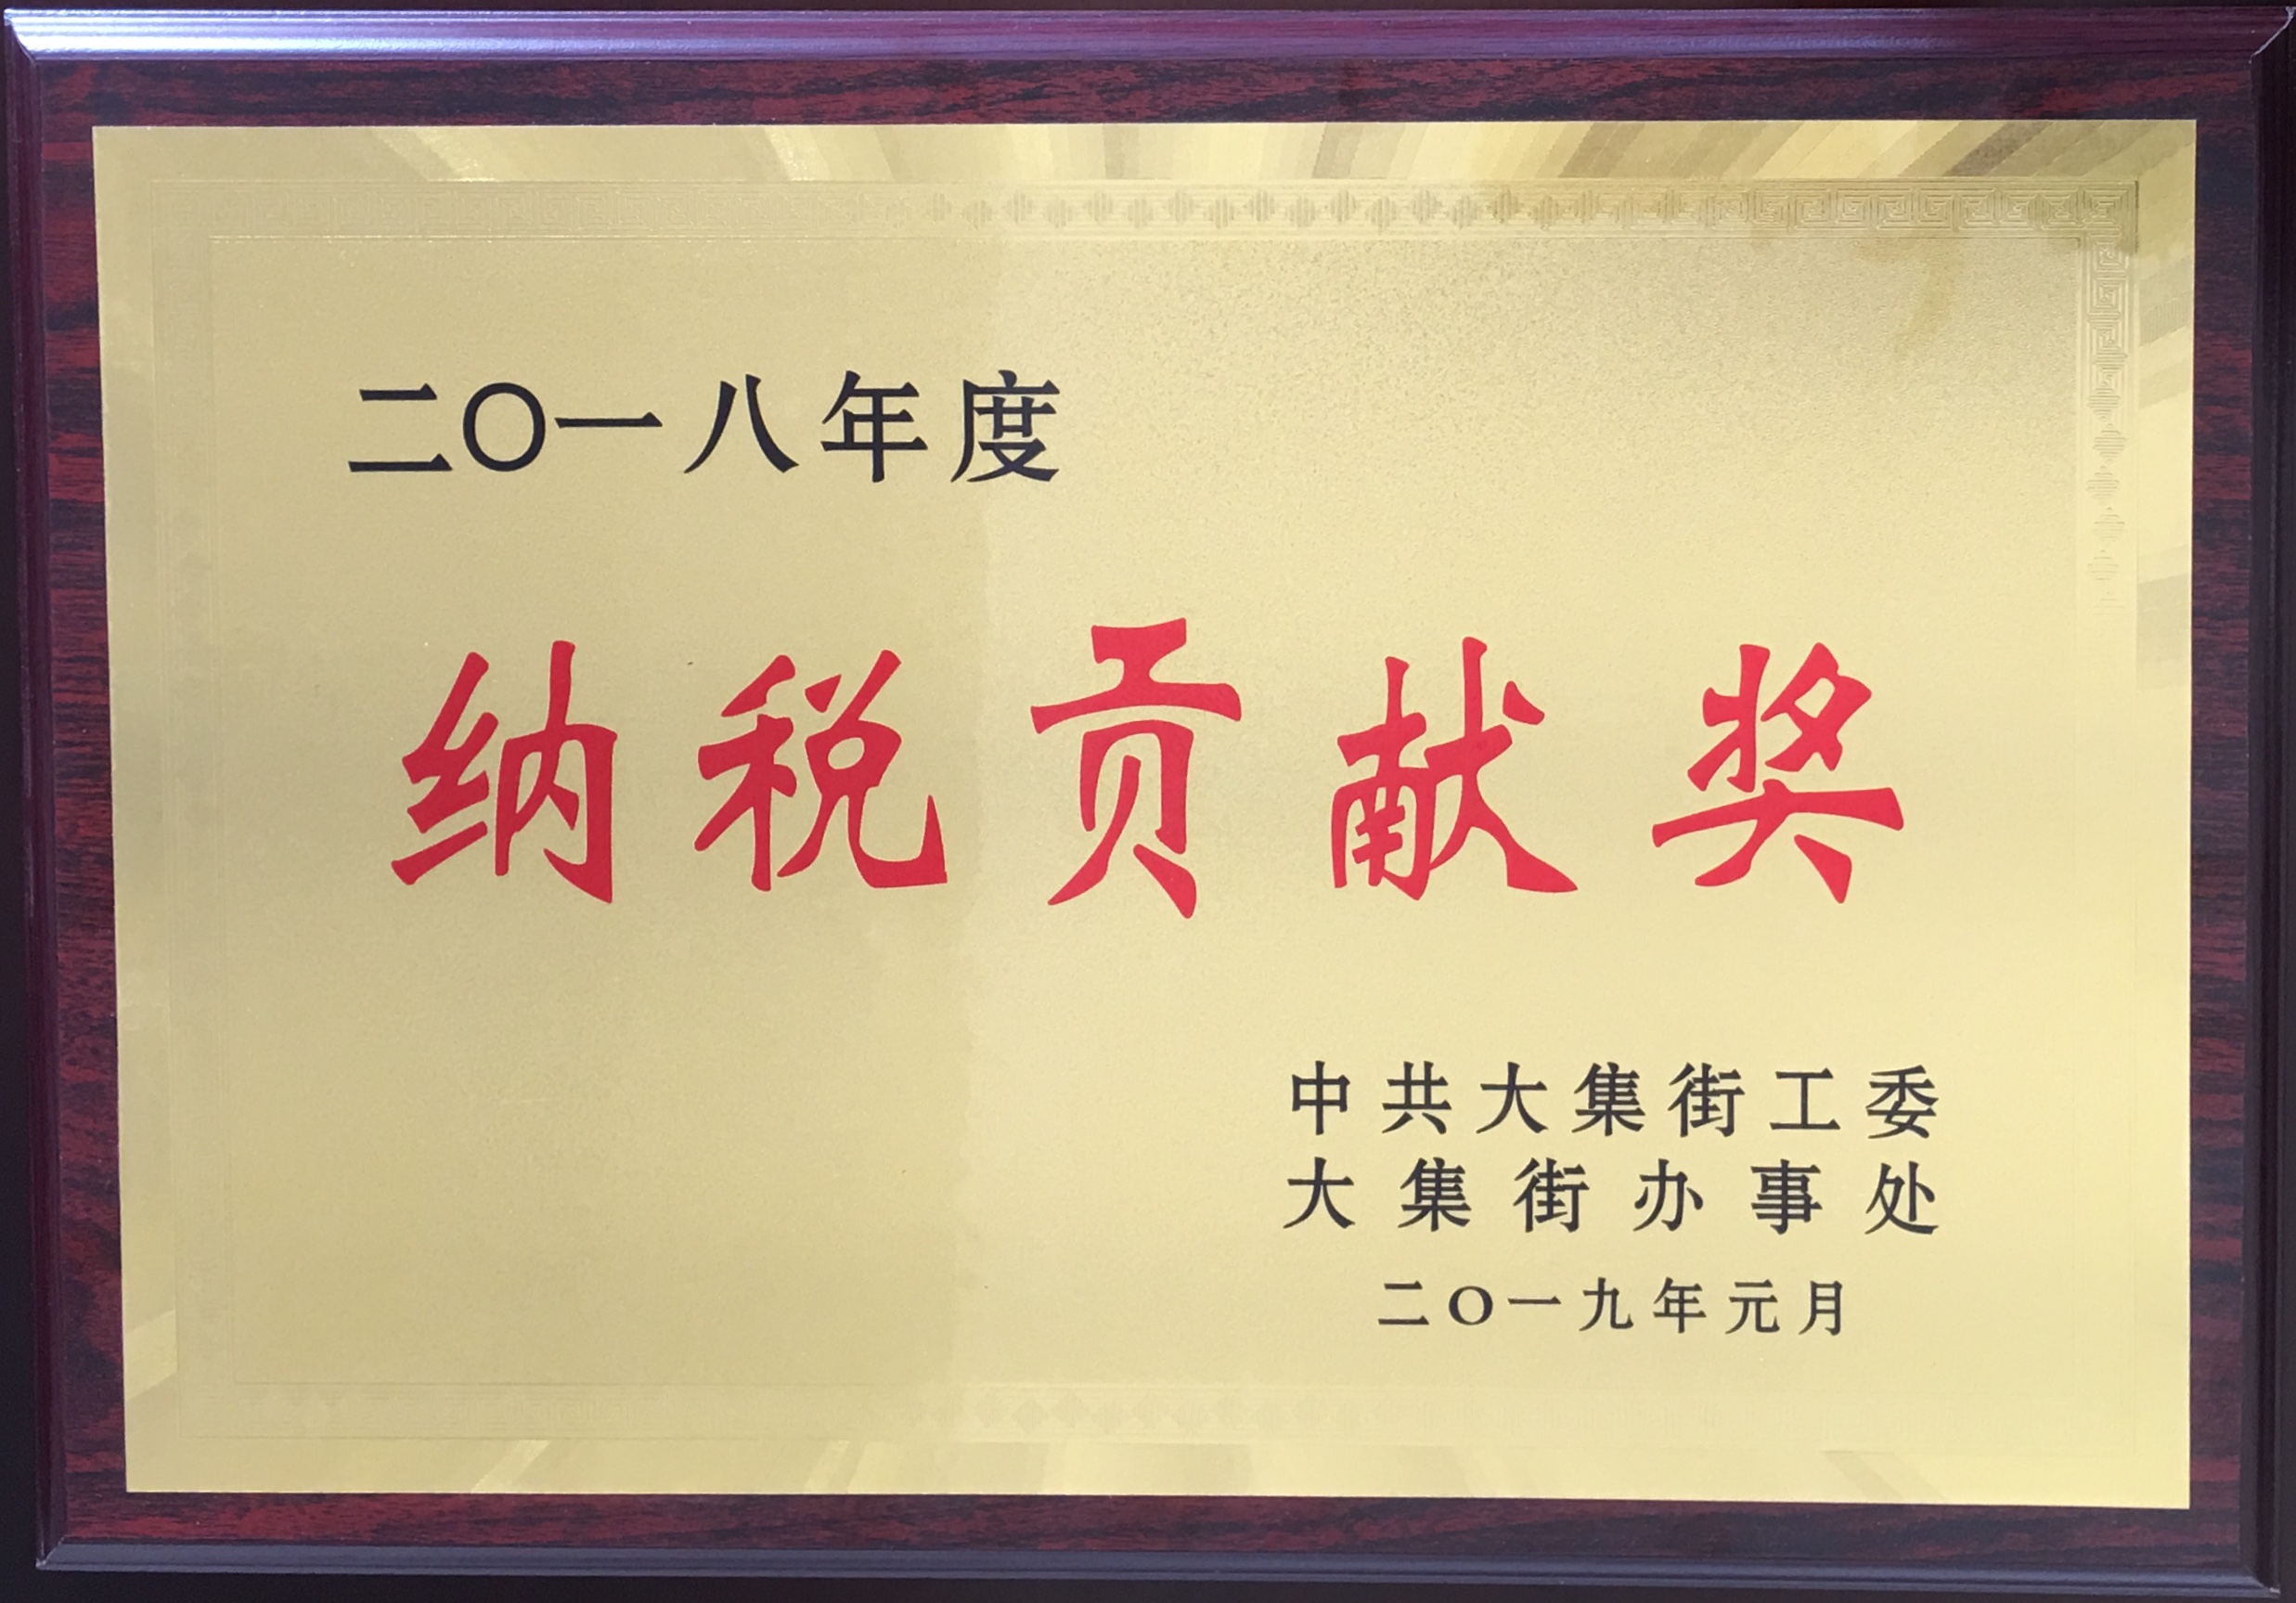 二〇一八年度
纳税贡献奖
中共大集街工委
大集街办事处
二〇一九年元月